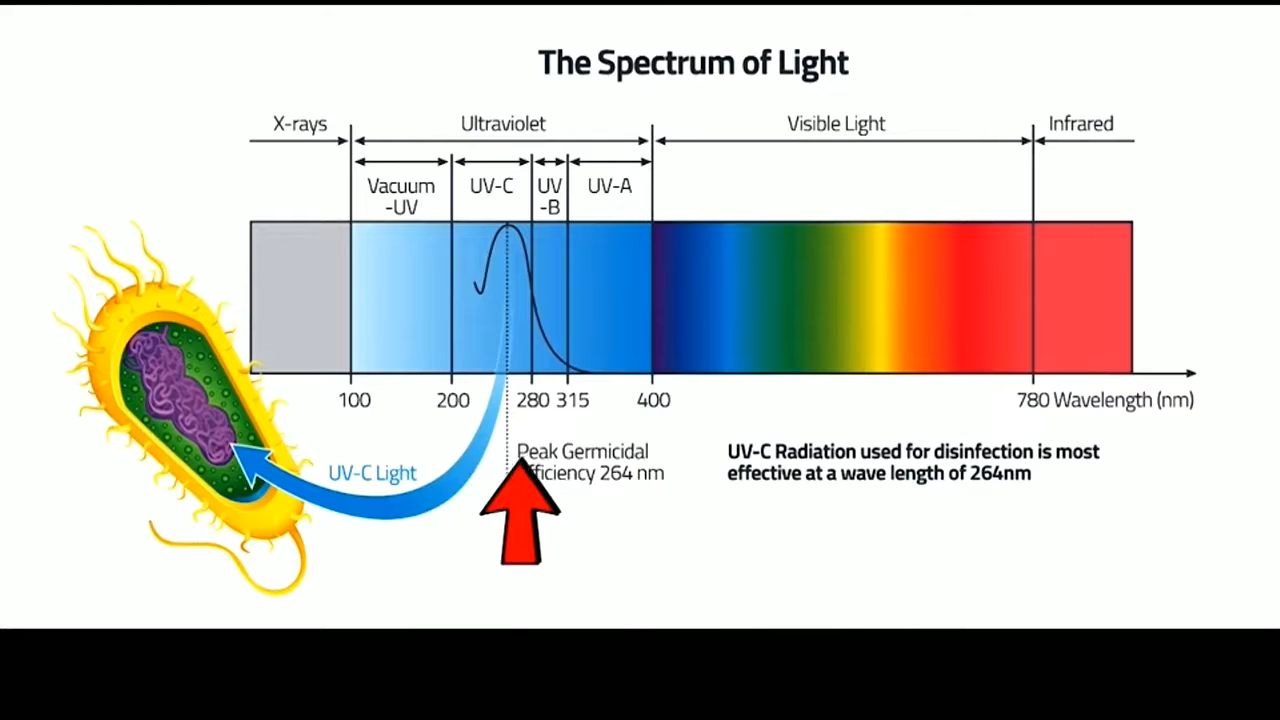 The Spectrum of Light
X-rays
Ultraviolet
Visible Light
Infrared
Vacuum
-UV
UV-C
UV
-B
UV-A
100
200
280
315
400
780
Wavelength (nm)
UV-C Light
Peak Germicidal
264 nm
UV-C Radiation used for disinfection is most
effective at a wave length of 264nm